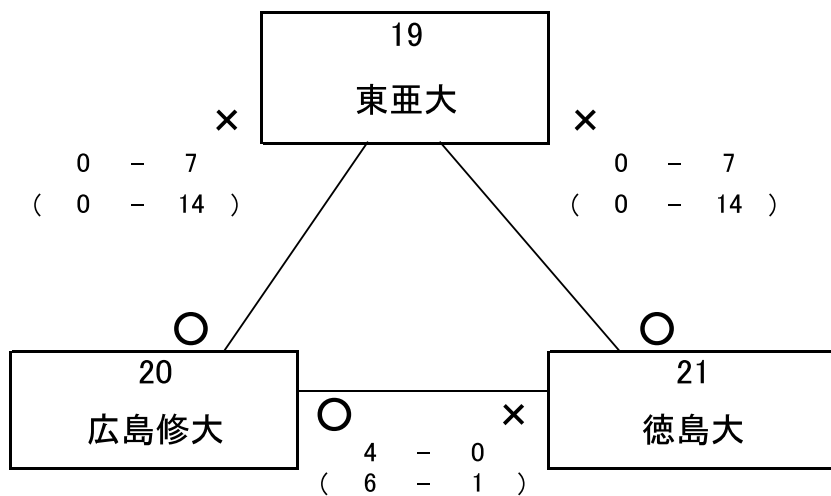 19
東亜大
× ×
0 － 7
( 0 － 14 )
0 － 7
( 0 － 14 )
○ ○
20
広島修大
21
徳島大
○ ×
4 － 0
( 6 － 1 )